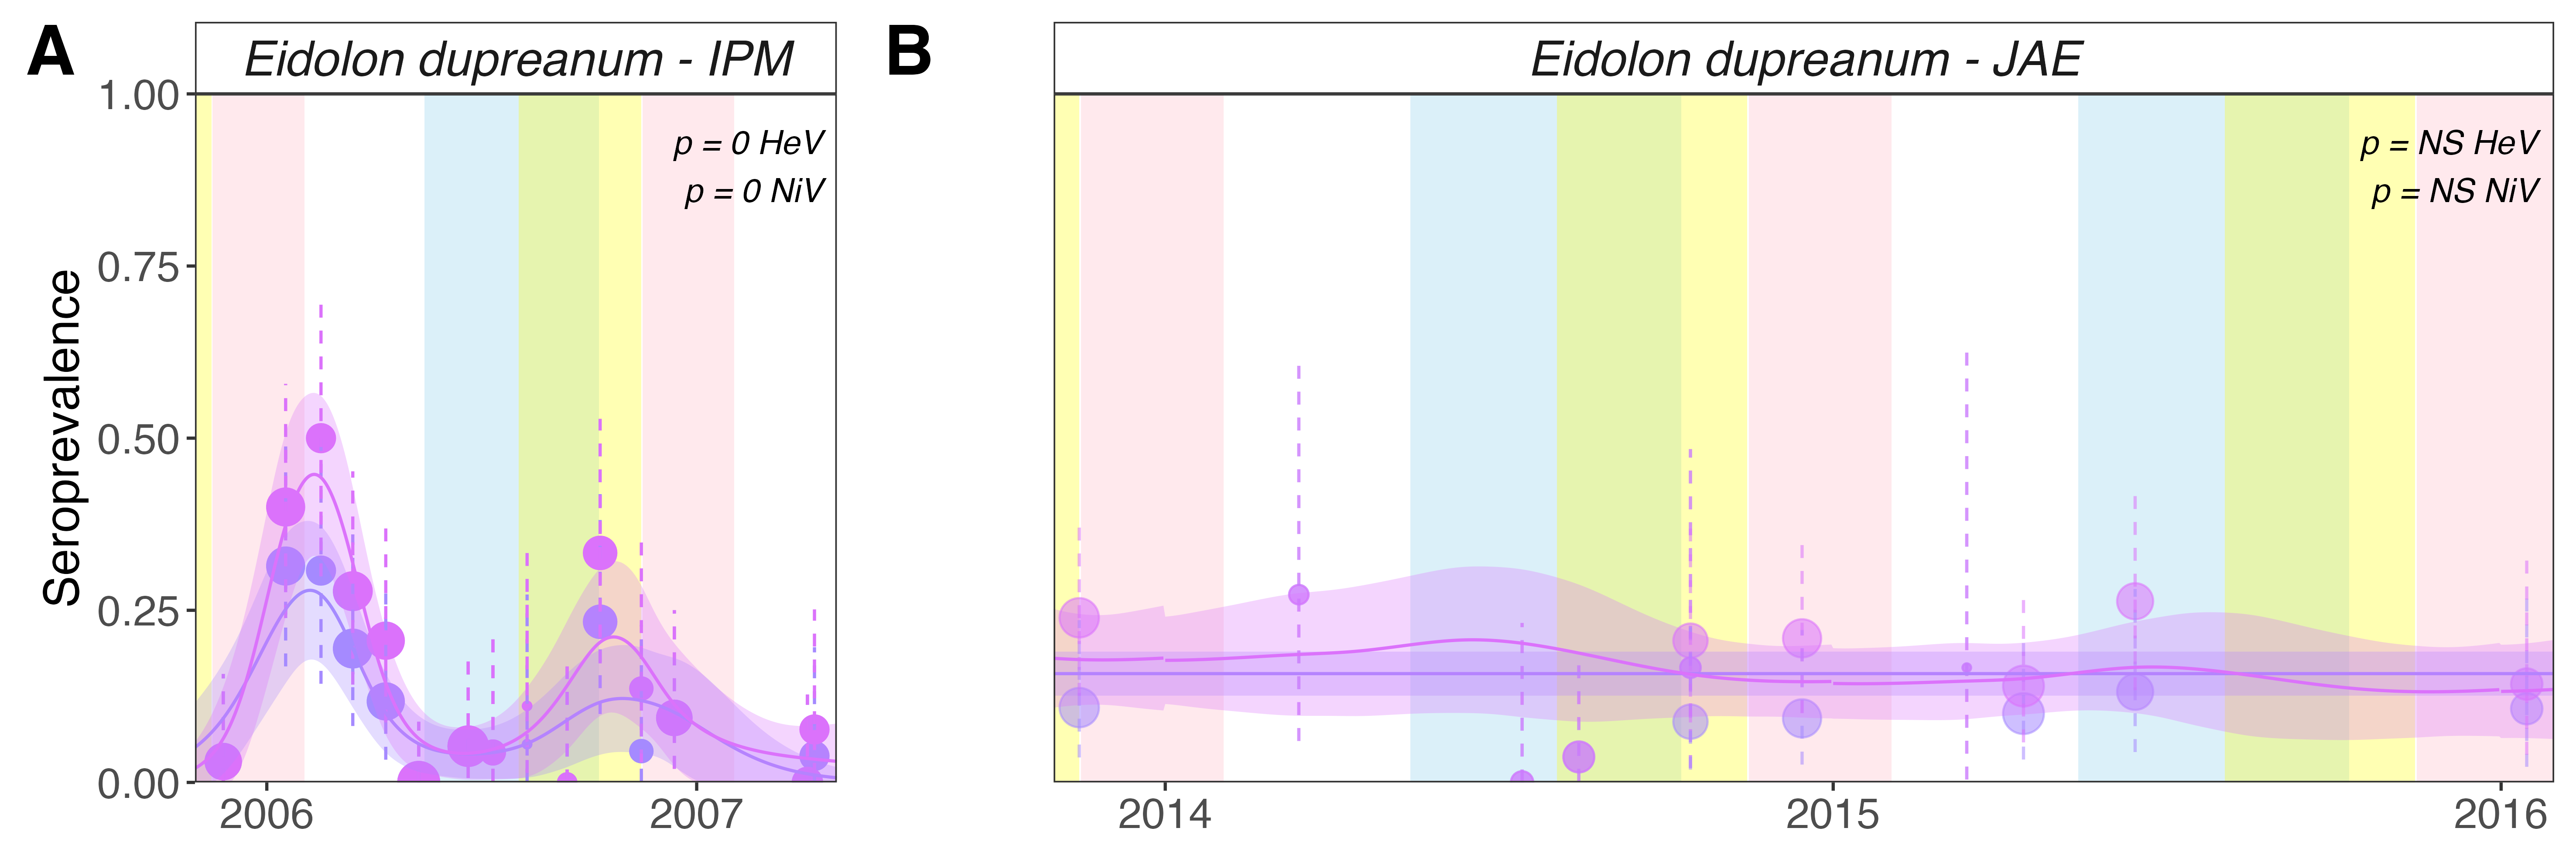 A
Eidolon dupreanum - IPM
B
Eidolon dupreanum - JAE
Seroprevalence
1.00
0.75
0.50
0.25
0.00
p = 0 HeV
p = 0 NiV
p = NS HeV
p = NS NiV
2006
2007
2014
2015
2016